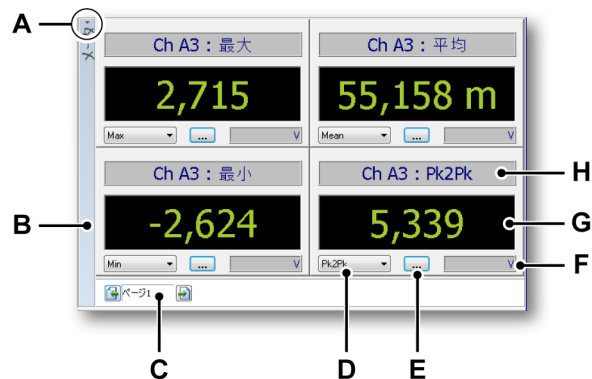 A
Ch A3 : 最大
Ch A3 : 平均
2,715
55,158 m
Max
...
V
Mean
...
V
Ch A3 : 最小
Ch A3 : Pk2Pk
H
-2,624
5,339
B
G
Min
...
V
Pk2Pk
...
V
F
ページ1
C
D
E